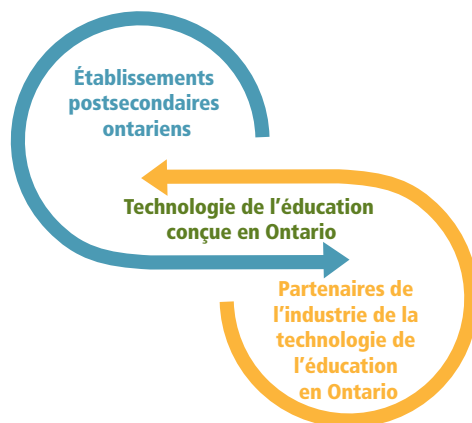 Établissements
postsecondaires
ontariens
Technologie de l’éducation
conçue en Ontario
Partenaires de
l’industrie de la
technologie de
l’éducation
en Ontario